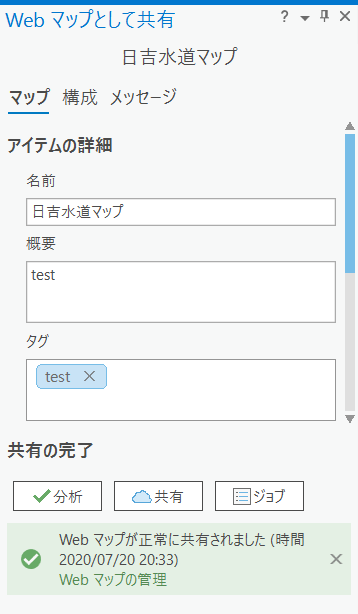 Web マップとして共有
日吉水道マップ
マップ 構成 メッセージ
アイテムの詳細
名前
日吉水道マップ
概要
test
タグ
test
共有の完了
分析 共有 ジョブ
Web マップが正常に共有されました (時間
2020/07/20 20:33)
Web マップの管理